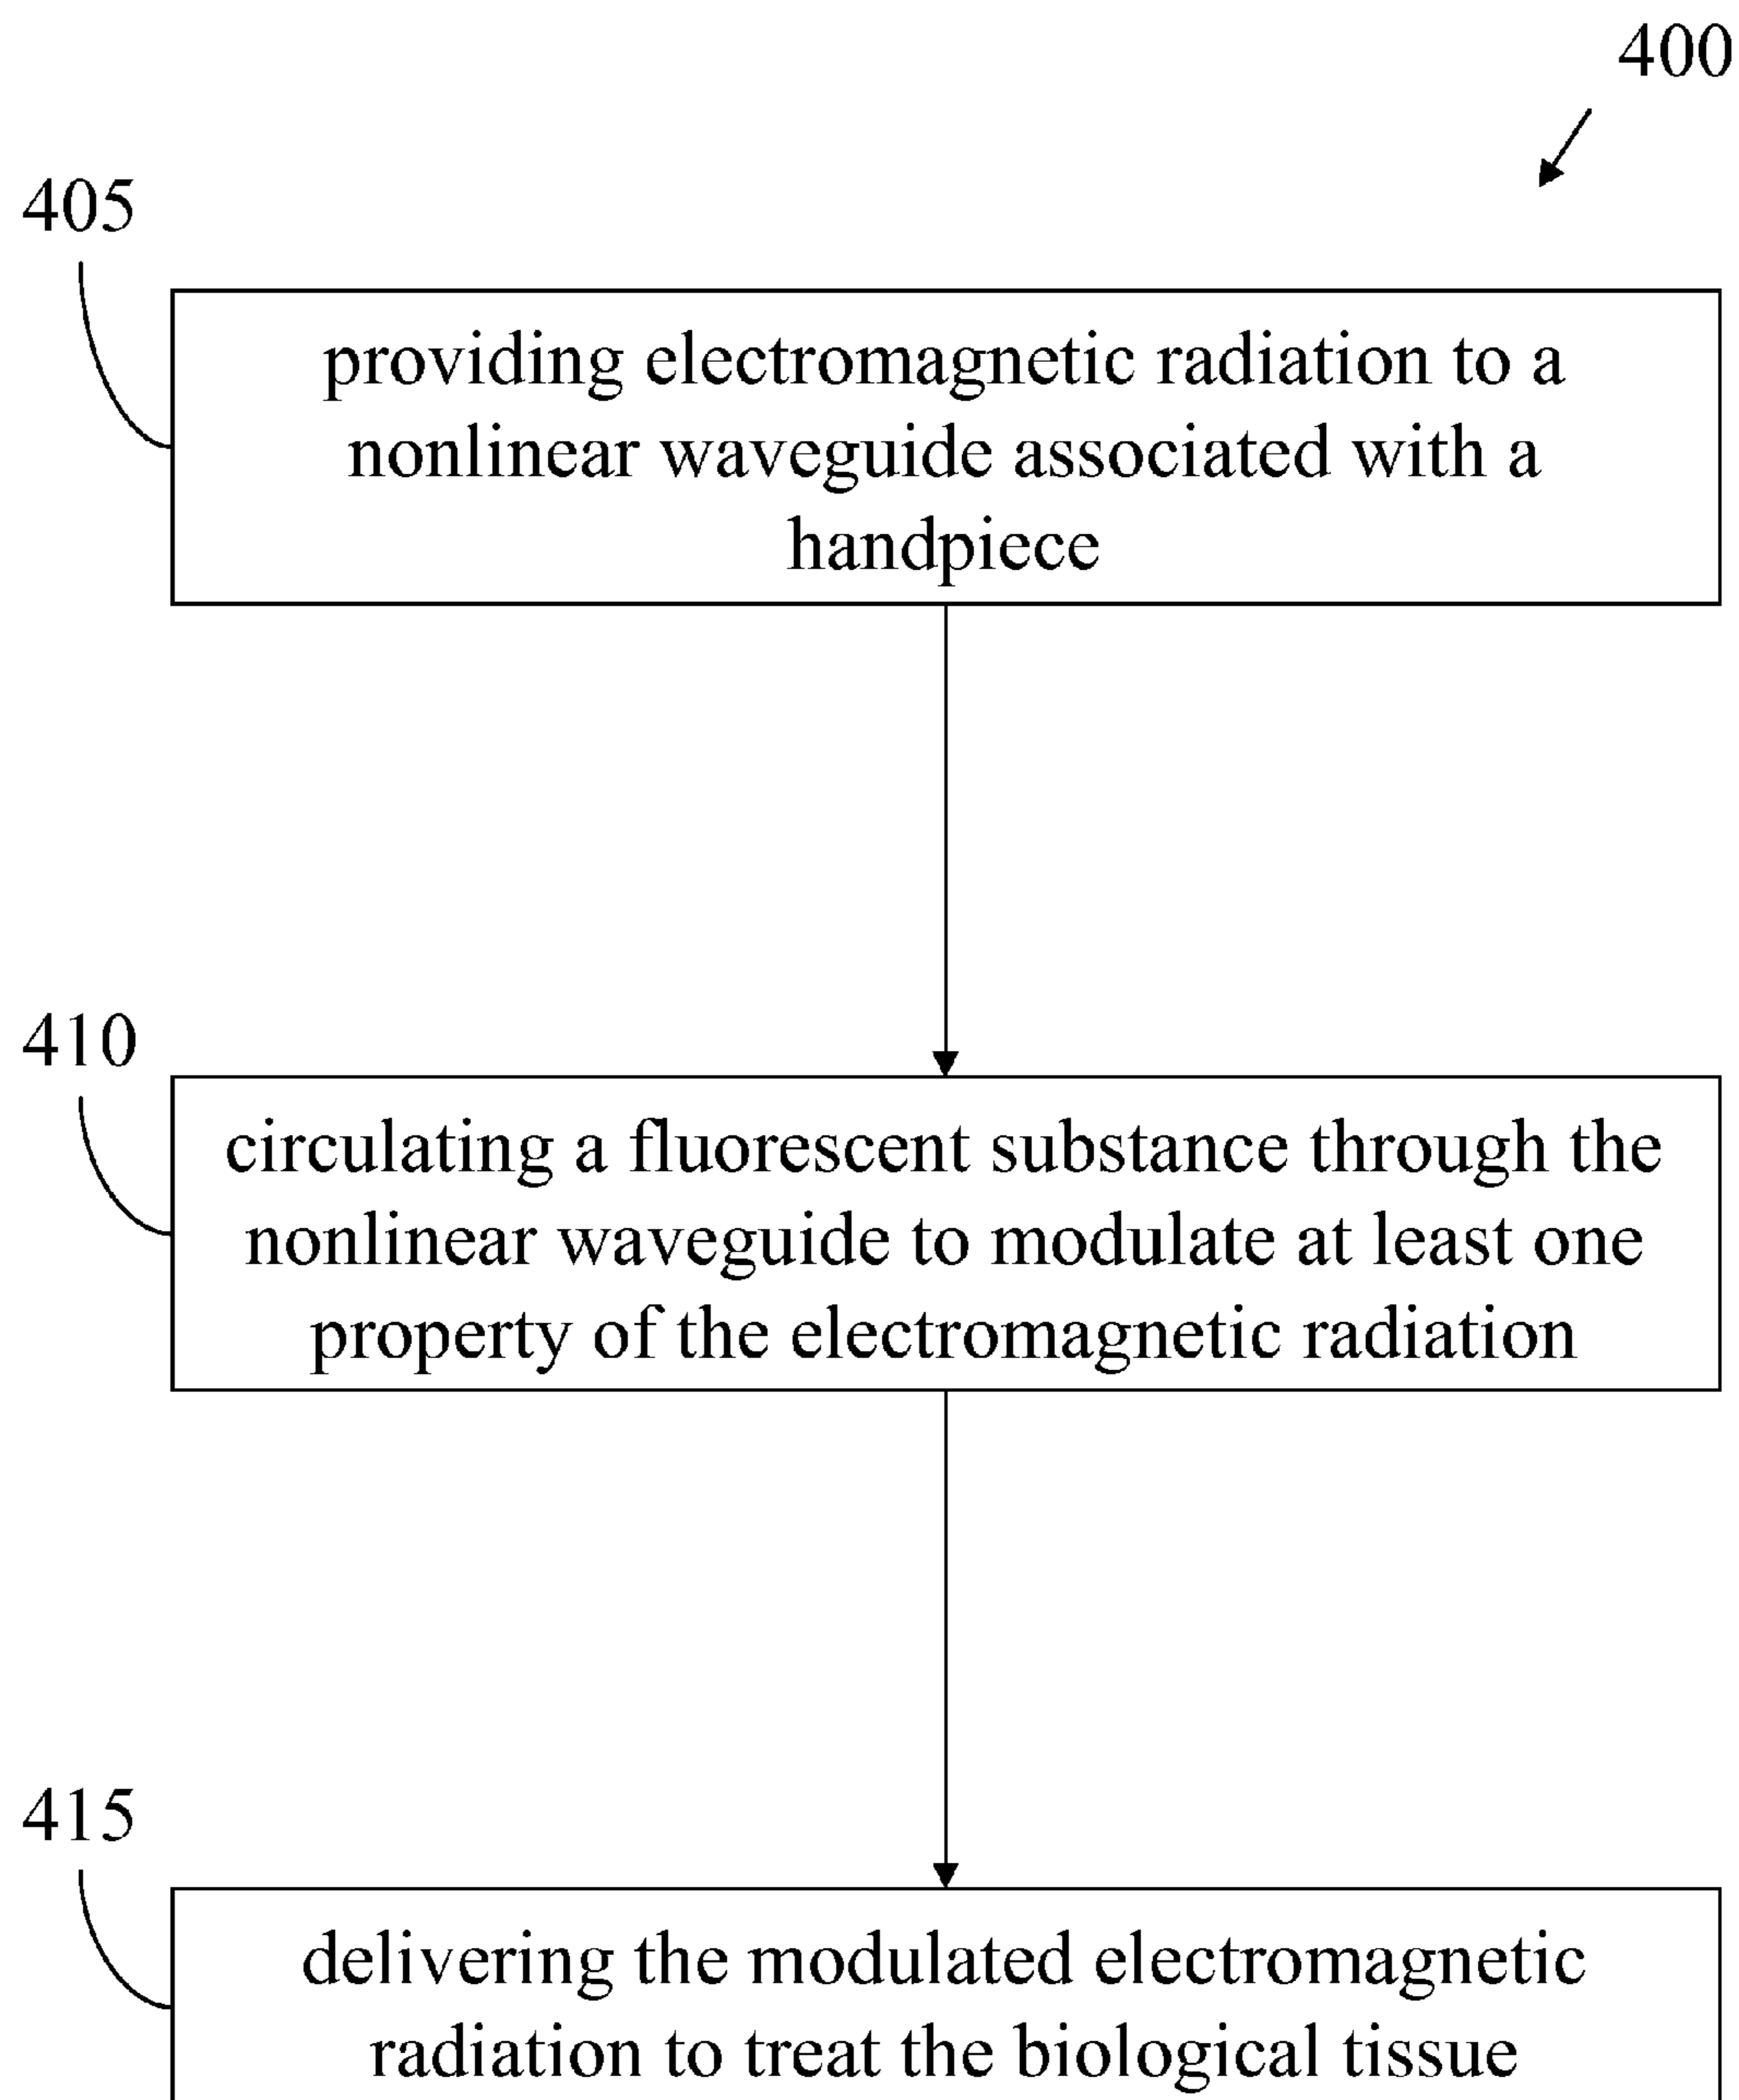 400
405
providing electromagnetic radiation to a
nonlinear waveguide associated with a
handpiece
410
circulating a fluorescent substance through the
nonlinear waveguide to modulate at least one
property of the electromagnetic radiation
415
delivering the modulated electromagnetic
radiation to treat the biological tissue